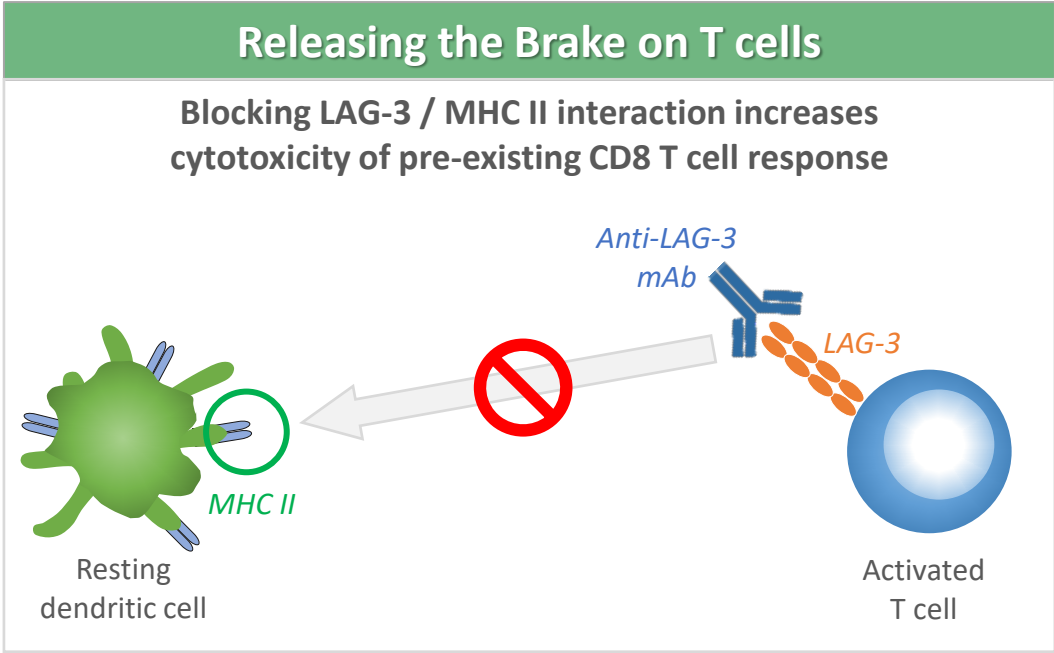 Releasing the Brake on T cells
Blocking LAG-3 / MHC II interaction increases
cytotoxicity of pre-existing CD8 T cell response
Anti-LAG-3
mAb
LAG-3
MHC II
Resting
dendritic cell
Activated
T cell